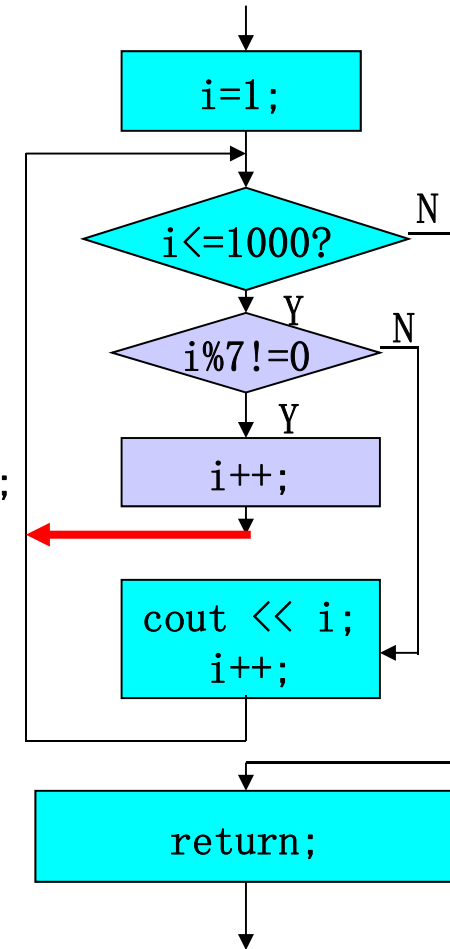 i=1;
i<=1000?
N
Y
i%7!=0
N
Y
i++;
;
cout << i;
i++;
return;